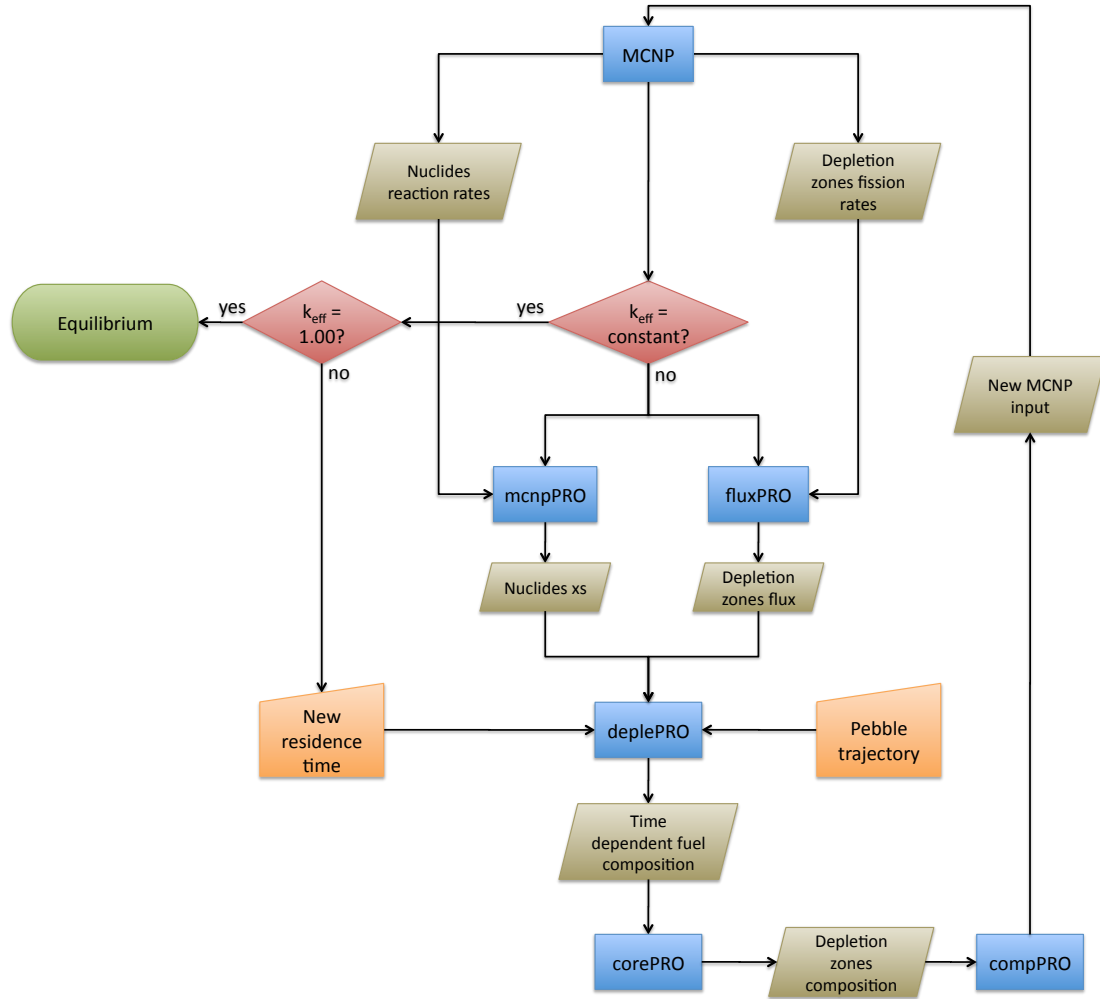 MCNP
Nuclides
reaction rates
Depletion
zones fission
rates
Equilibrium
yes
k_eff =
1.00?
yes
k_eff =
constant?
no
no
New MCNP
input
mcnpPRO
fluxPRO
Nuclides xs
Depletion
zones flux
New
residence
time
deplePRO
Pebble
trajectory
Time
dependent fuel
composition
corePRO
Depletion
zones
composition
compPRO